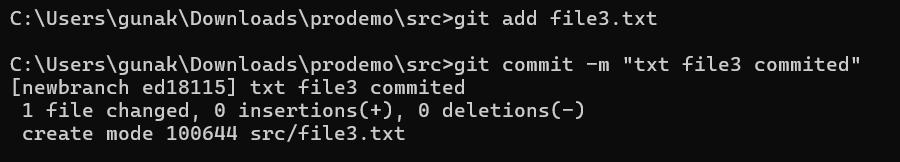 C:\Users\gunak\Downloads\prodemo\src>git add file3.txt
C:\Users\gunak\Downloads\prodemo\src>git commit -m "txt file3 commited"
[newbranch ed18115] txt file3 commited
 1 file changed, 0 insertions(+), 0 deletions(-)
 create mode 100644 src/file3.txt